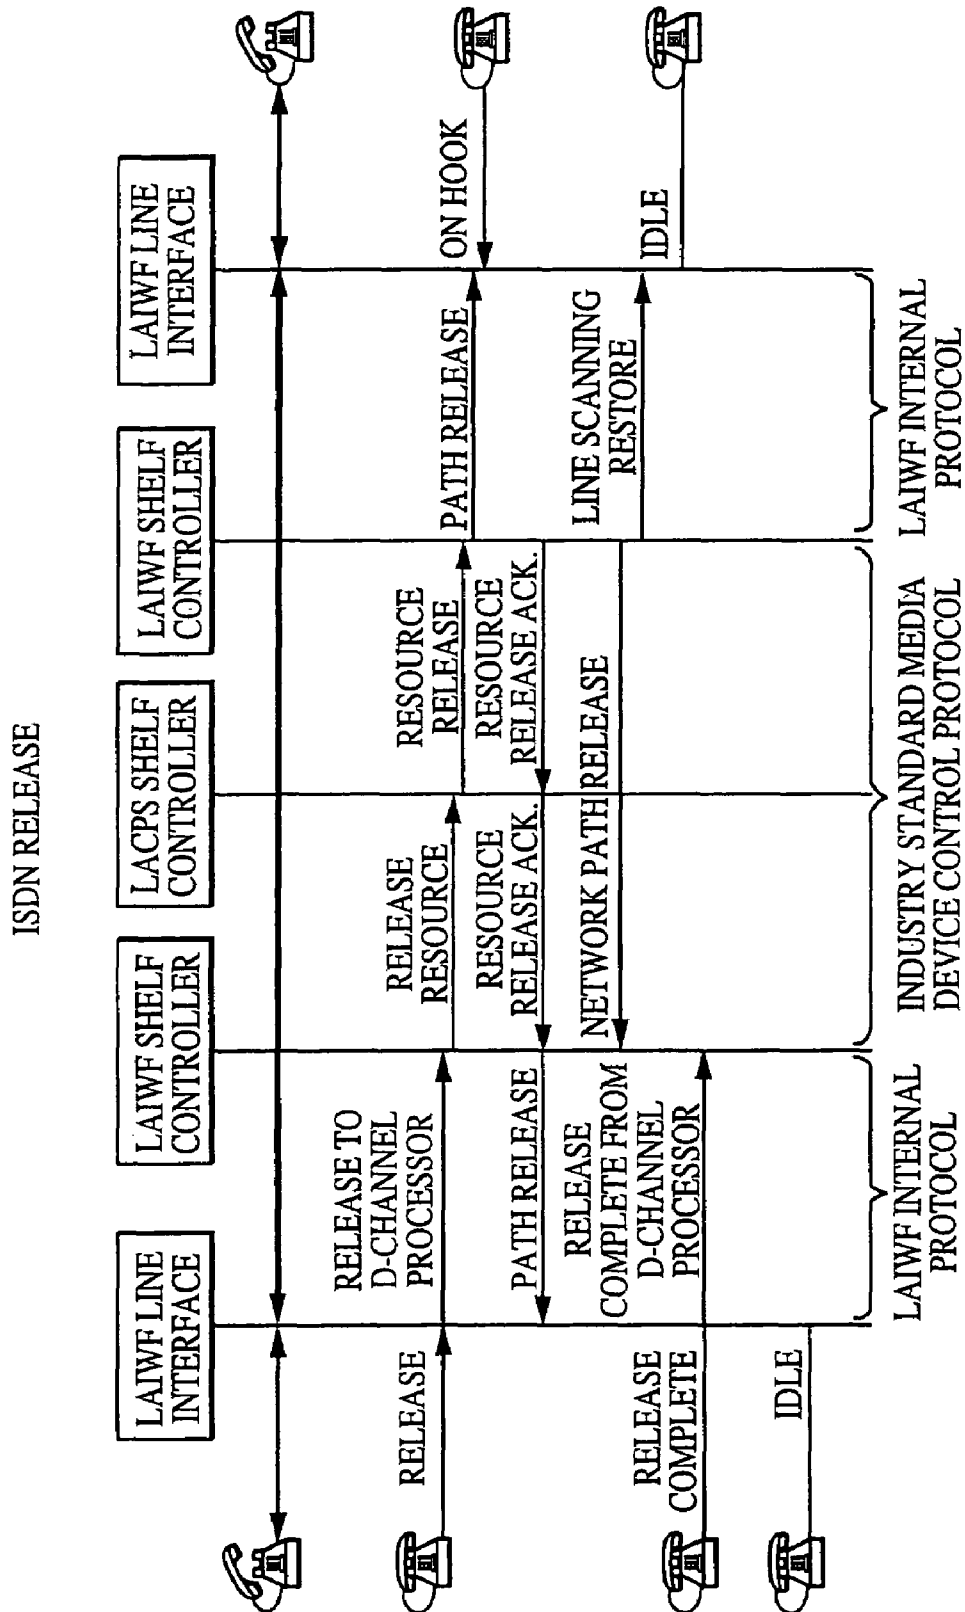 ISDN RELEASE
LAIWF LINE
INTERFACE
LAIWF SHELF
CONTROLLER
LACPS SHELF
CONTROLLER
LAIWF SHELF
CONTROLLER
LAIWF LINE
INTERFACE
RELEASE
RELEASE TO
D-CHANNEL
PROCESSOR
RELEASE
RESOURCE
RESOURCE
RELEASE
PATH RELEASE
ON HOOK
PATH RELEASE
RESOURCE
RELEASE ACK.
RESOURCE
RELEASE ACK.
NETWORK PATH RELEASE
LINE SCANNING
RESTORE
IDLE
RELEASE
COMPLETE
RELEASE
COMPLETE FROM
D-CHANNEL
PROCESSOR
IDLE
LAIWF INTERNAL
PROTOCOL
INDUSTRY STANDARD MEDIA
DEVICE CONTROL PROTOCOL
LAIWF INTERNAL
PROTOCOL